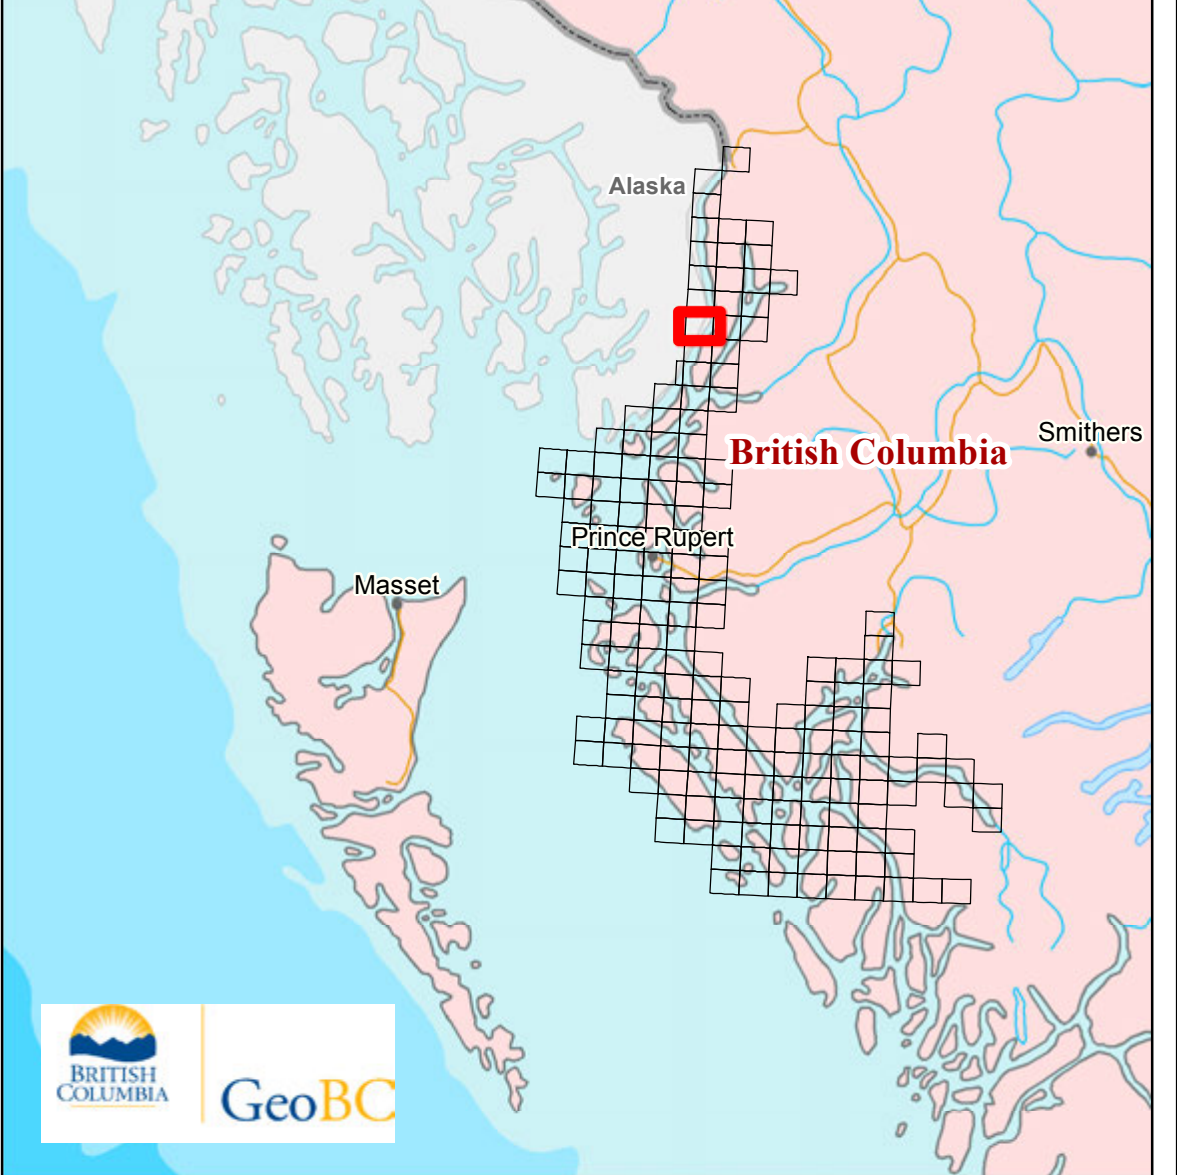 Alaska
British Columbia
Smithers
Prince Rupert
Masset
BRITISH
COLUMBIA
GeoBC